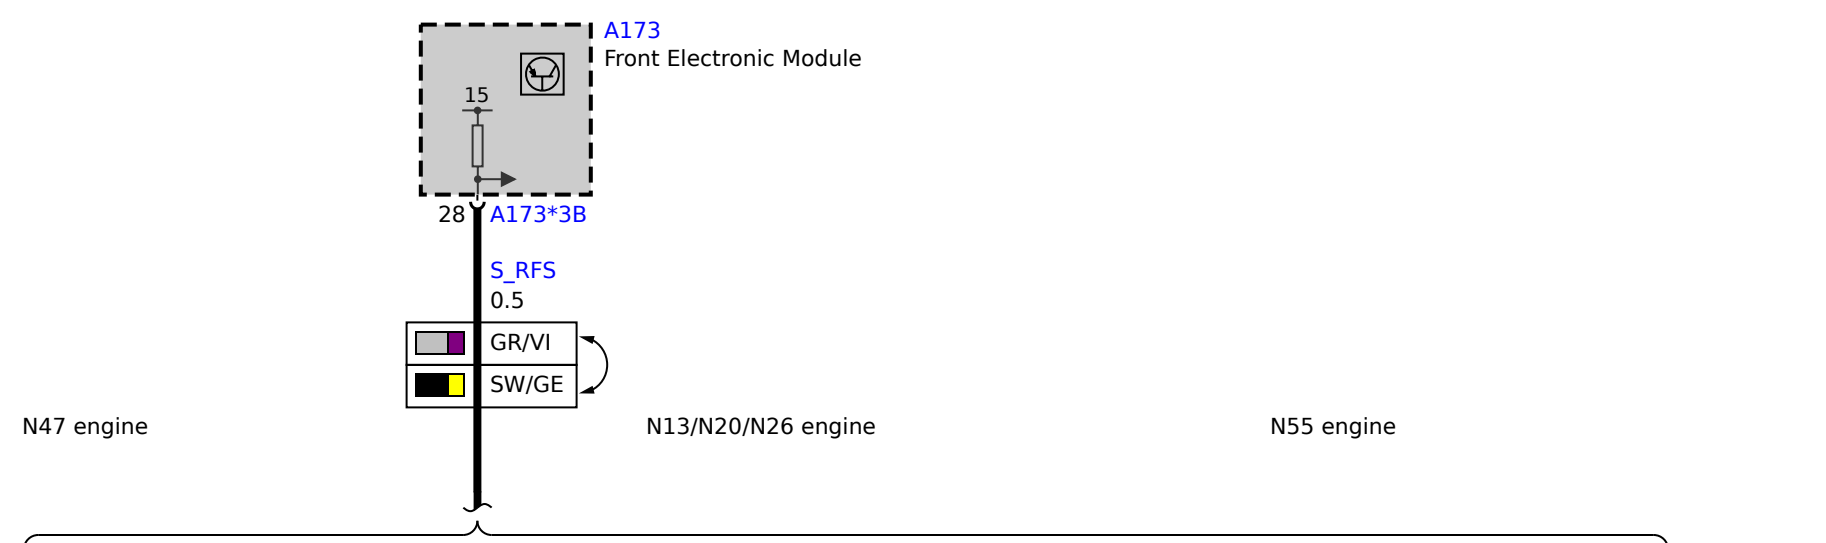 A173
Front Electronic Module
15
28
A173*3B
S_RFS
0.5
GR/VI
SW/GE
N47 engine
N13/N20/N26 engine
N55 engine